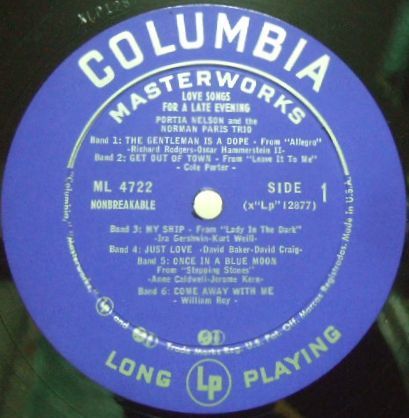 COLUMBIA
MASTERWORKS
LOVE SONGS
FOR A LATE EVENING
PORTIA NELSON and the
NORMAN PARIS TRIO
Band 1: THE GENTLEMAN IS A DOPE - From "Allegro"
-Richard Rodgers-Oscar Hammerstein II-
Band 2: GET OUT OF TOWN - From "Leave It To Me"
- Cole Porter -
ML 4722
SIDE 1
NONBREAKABLE
(x"Lp"12877)
Band 3: MY SHIP - From "Lady In The Dark"
-Ira Gershwin-Kurt Weill-
Band 4: JUST LOVE -David Baker-David Craig-
Band 5: ONCE IN A BLUE MOON
From "Stepping Stones"
-Anne Caldwell-Jerome Kern-
Band 6: COME AWAY WITH ME
- William Roy -
"Columbia," "Masterworks," Lp and Trade Marks Reg. U.S. Pat. Off. Marcas Registradas. Made in U.S.A.
LONG Lp PLAYING